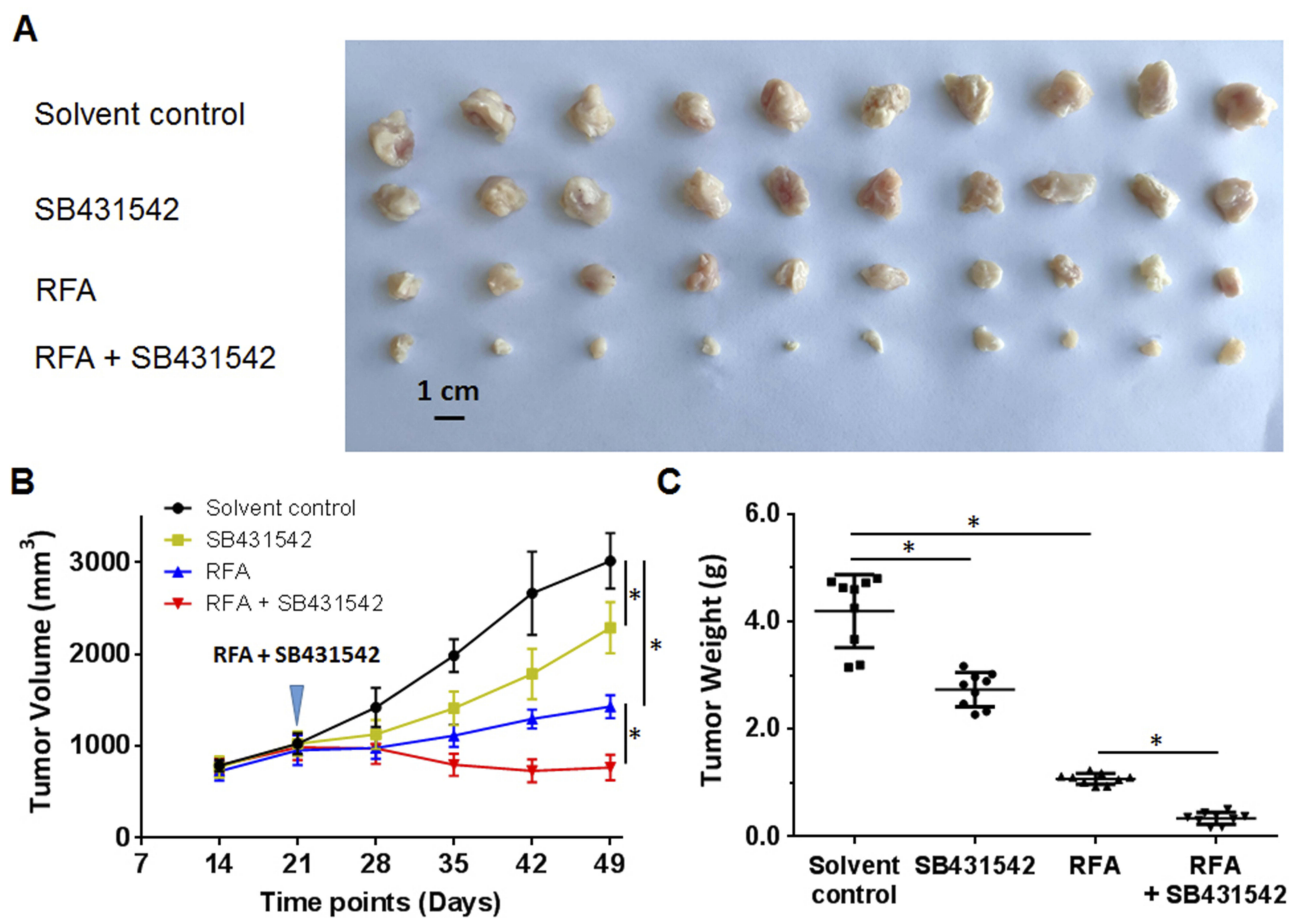 A
Solvent control
SB431542
RFA
RFA + SB431542
1 cm
B
Solvent control
SB431542
RFA
RFA + SB431542
RFA + SB431542
Tumor Volume (mm³)
3000
2000
1000
0
7 14 21 28 35 42 49
Time points (Days)
*
*
*
C
Tumor Weight (g)
6.0
4.0
2.0
0.0
*
*
*
Solvent
control
SB431542
RFA
RFA
+ SB431542